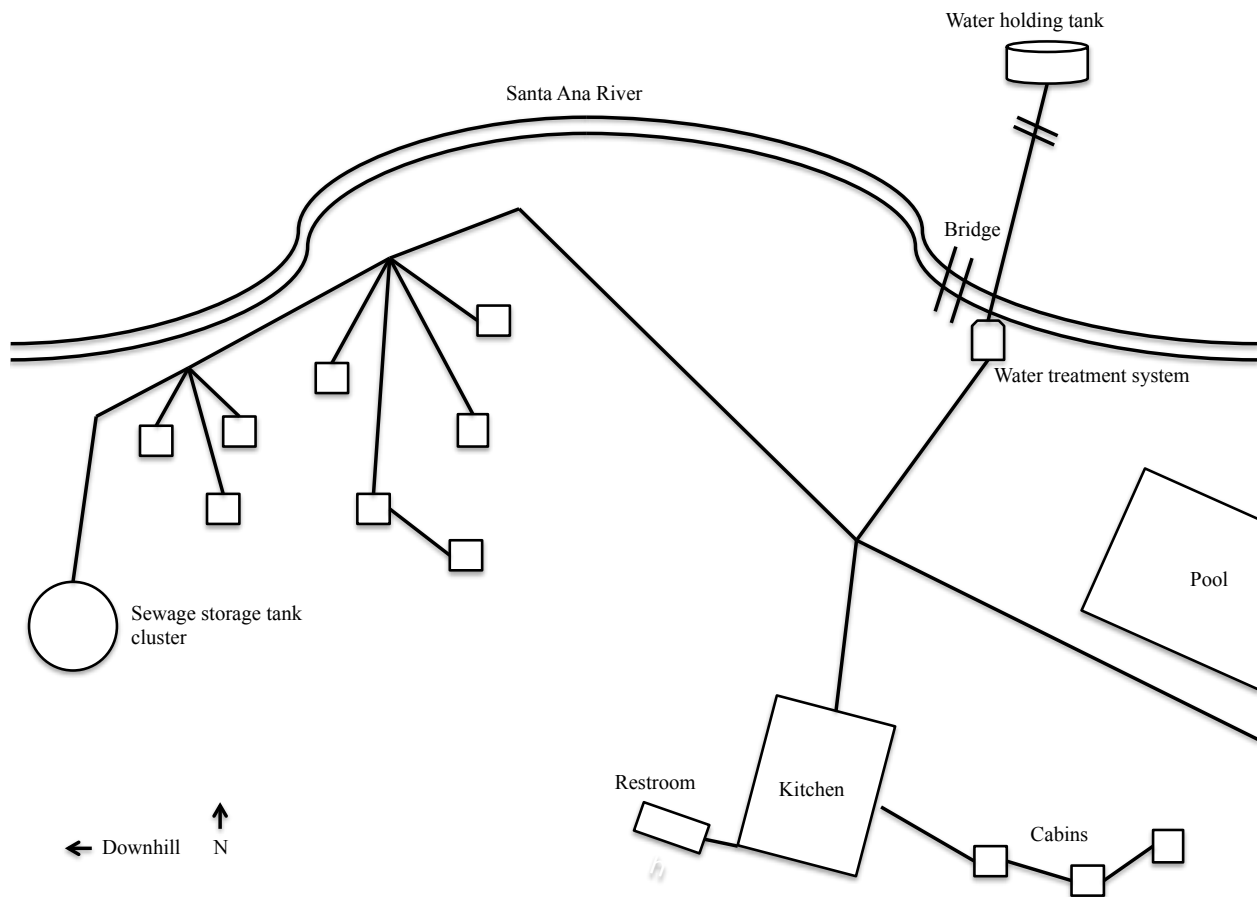 Water holding tank
Santa Ana River
Bridge
Water treatment system
Pool
Sewage storage tank
cluster
Restroom
Kitchen
Cabins
Downhill
N